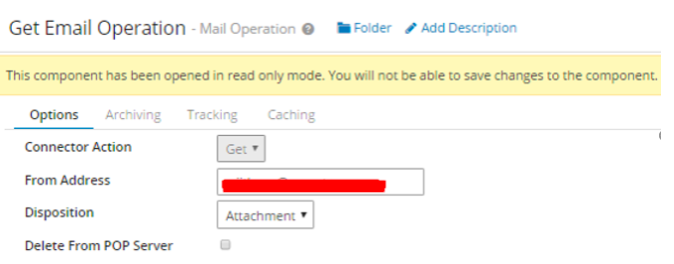 Get Email Operation - Mail Operation ? Folder Add Description
This component has been opened in read only mode. You will not be able to save changes to the component.
Options Archiving Tracking Caching
Connector Action Get ▼
From Address
Disposition Attachment ▼
Delete From POP Server